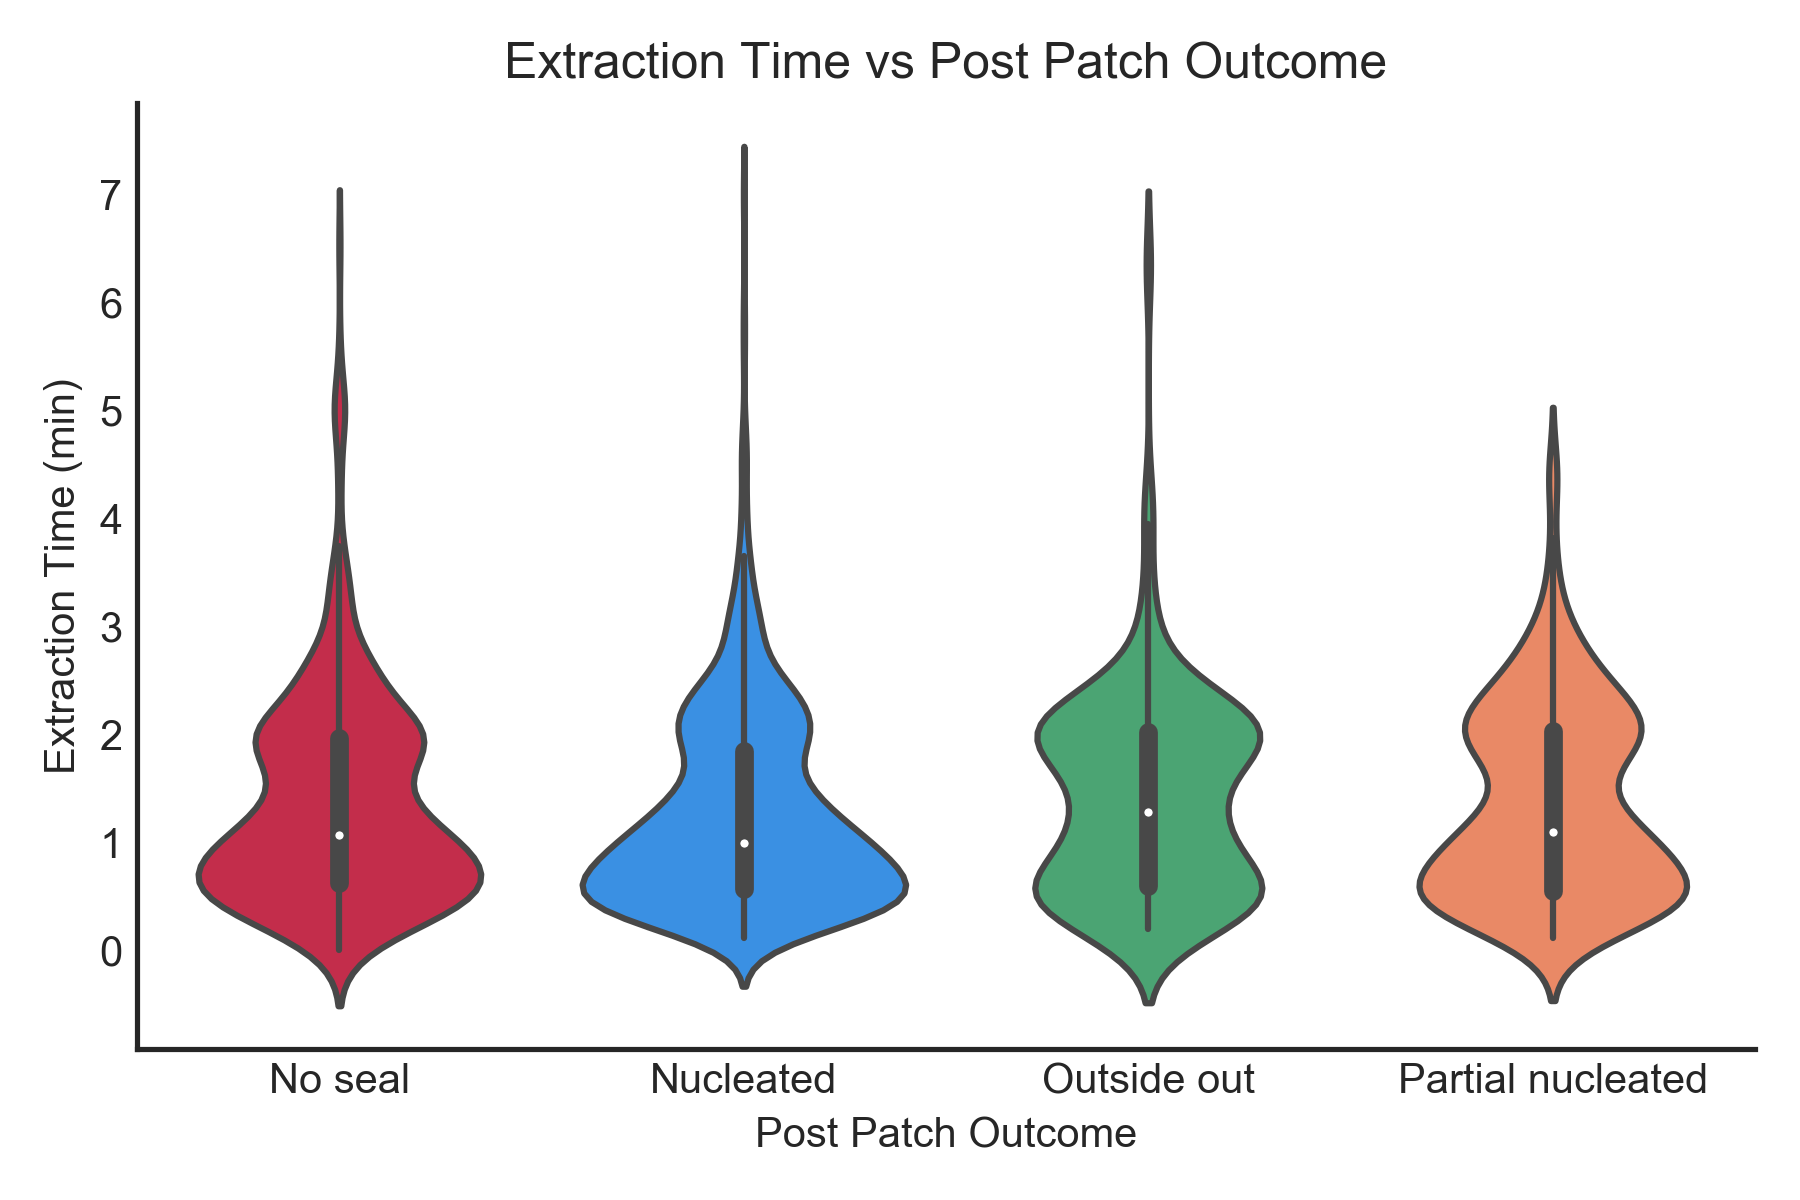 Extraction Time vs Post Patch Outcome
Extraction Time (min)
7
6
5
4
3
2
1
0
No seal
Nucleated
Outside out
Partial nucleated
Post Patch Outcome